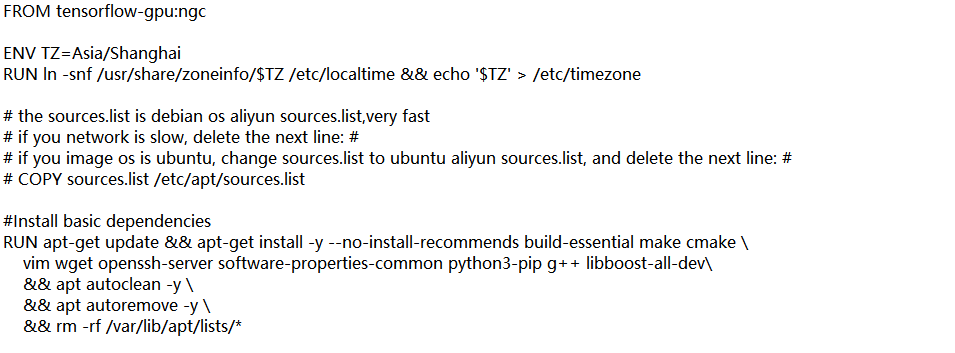 FROM tensorflow-gpu:ngc
ENV TZ=Asia/Shanghai
RUN ln -snf /usr/share/zoneinfo/$TZ /etc/localtime && echo '$TZ' > /etc/timezone
# the sources.list is debian os aliyun sources.list,very fast
# if you network is slow, delete the next line: #
# if you image os is ubuntu, change sources.list to ubuntu aliyun sources.list, and delete the next line: #
# COPY sources.list /etc/apt/sources.list
#Install basic dependencies
RUN apt-get update && apt-get install -y --no-install-recommends build-essential make cmake \
vim wget openssh-server software-properties-common python3-pip g++ libboost-all-dev\
&& apt autoclean -y \
&& apt autoremove -y \
&& rm -rf /var/lib/apt/lists/*